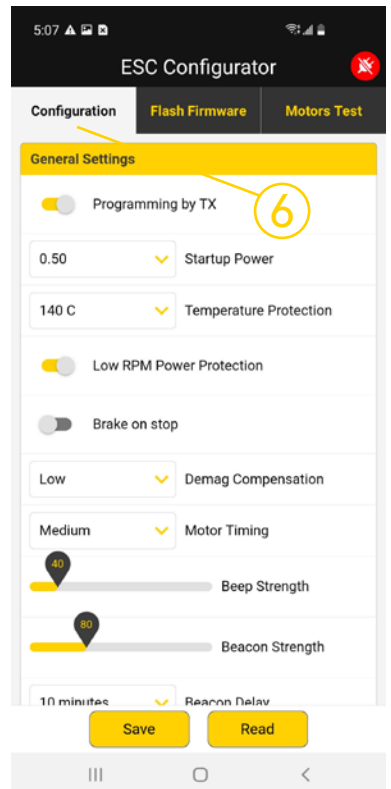 5:07
ESC Configurator
Configuration Flash Firmware Motors Test
General Settings
Programming by TX
6
0.50 Startup Power
140 C Temperature Protection
Low RPM Power Protection
Brake on stop
Low Demag Compensation
Medium Motor Timing
40
Beep Strength
80
Beacon Strength
10 minutes Beacon Delay
Save Read